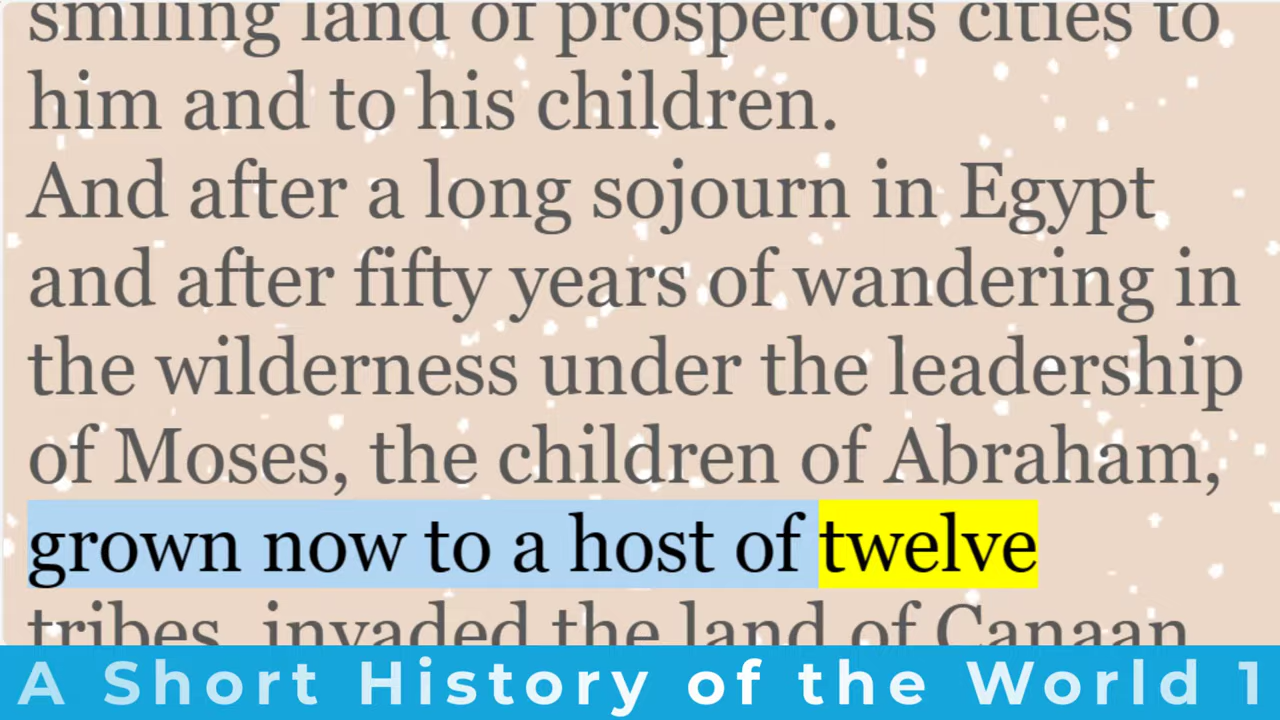 smiling land of prosperous cities to
him and to his children.
And after a long sojourn in Egypt
and after fifty years of wandering in
the wilderness under the leadership
of Moses, the children of Abraham,
grown now to a host of twelve
tribes, invaded the land of Canaan
A Short History of the World 1